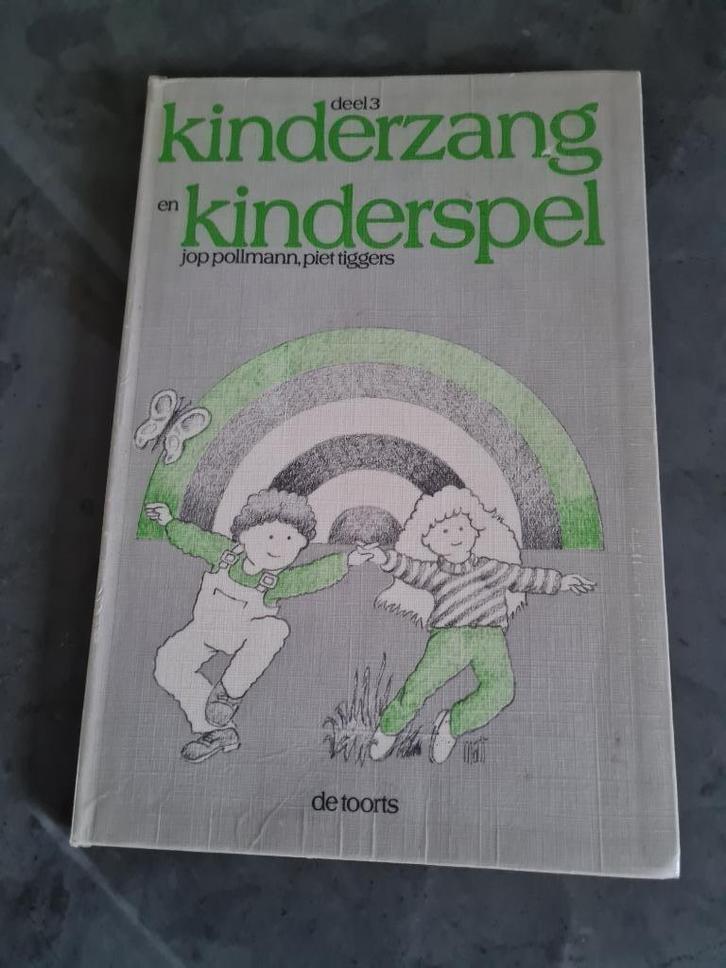 deel 3
kinderzang
en kinderspel
jop pollmann, piet tiggers
de toorts